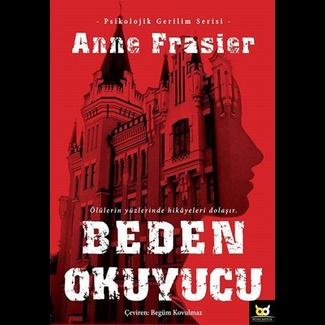 - Psikolojik Gerilim Serisi -
Anne Frasier
Ölülerin yüzlerinde hikâyeleri dolaşır.
BEDEN
OKUYUCU
Çeviren: Begüm Kovulmaz